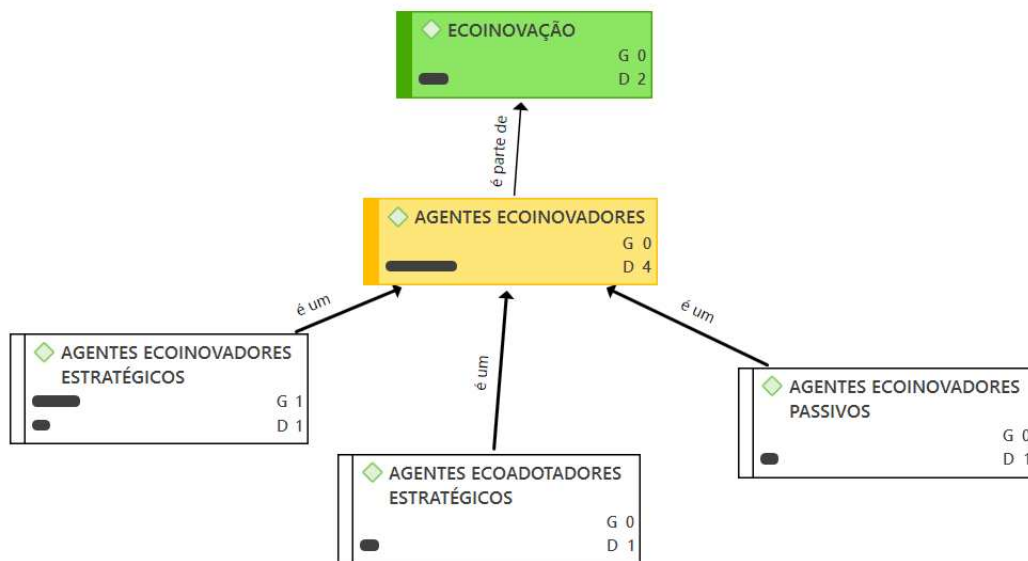 ECOINOVAÇÃO
G 0
D 2
é parte de
AGENTES ECOINOVADORES
G 0
D 4
é um
é um
é um
AGENTES ECOINOVADORES
ESTRATÉGICOS
G 1
D 1
AGENTES ECOADOTADORES
ESTRATÉGICOS
G 0
D 1
AGENTES ECOINOVADORES
PASSIVOS
G 0
D 1